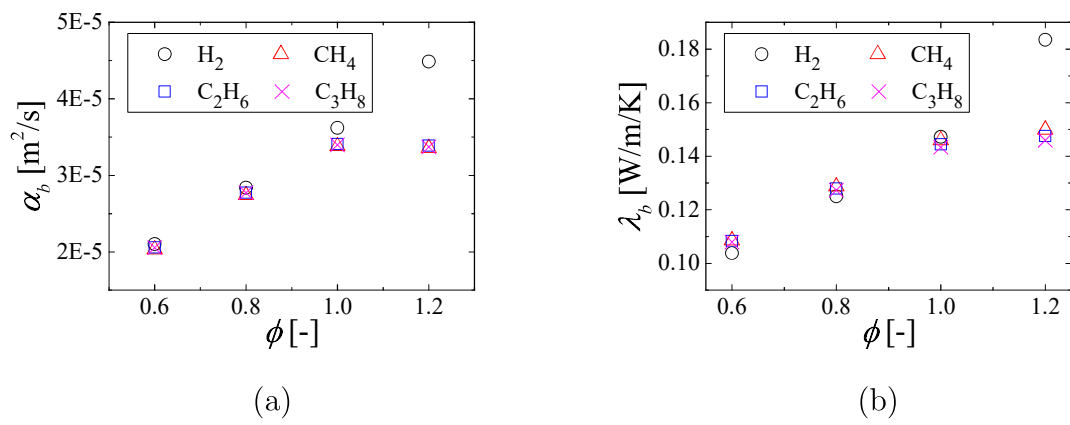 5E-5
4E-5
3E-5
2E-5
α_b [m²/s]
H₂ CH₄
C₂H₆ C₃H₈
0.6 0.8 1.0 1.2
ϕ [-]
(a)
0.18
0.16
0.14
0.12
0.10
λ_b [W/m/K]
H₂ CH₄
C₂H₆ C₃H₈
0.6 0.8 1.0 1.2
ϕ [-]
(b)